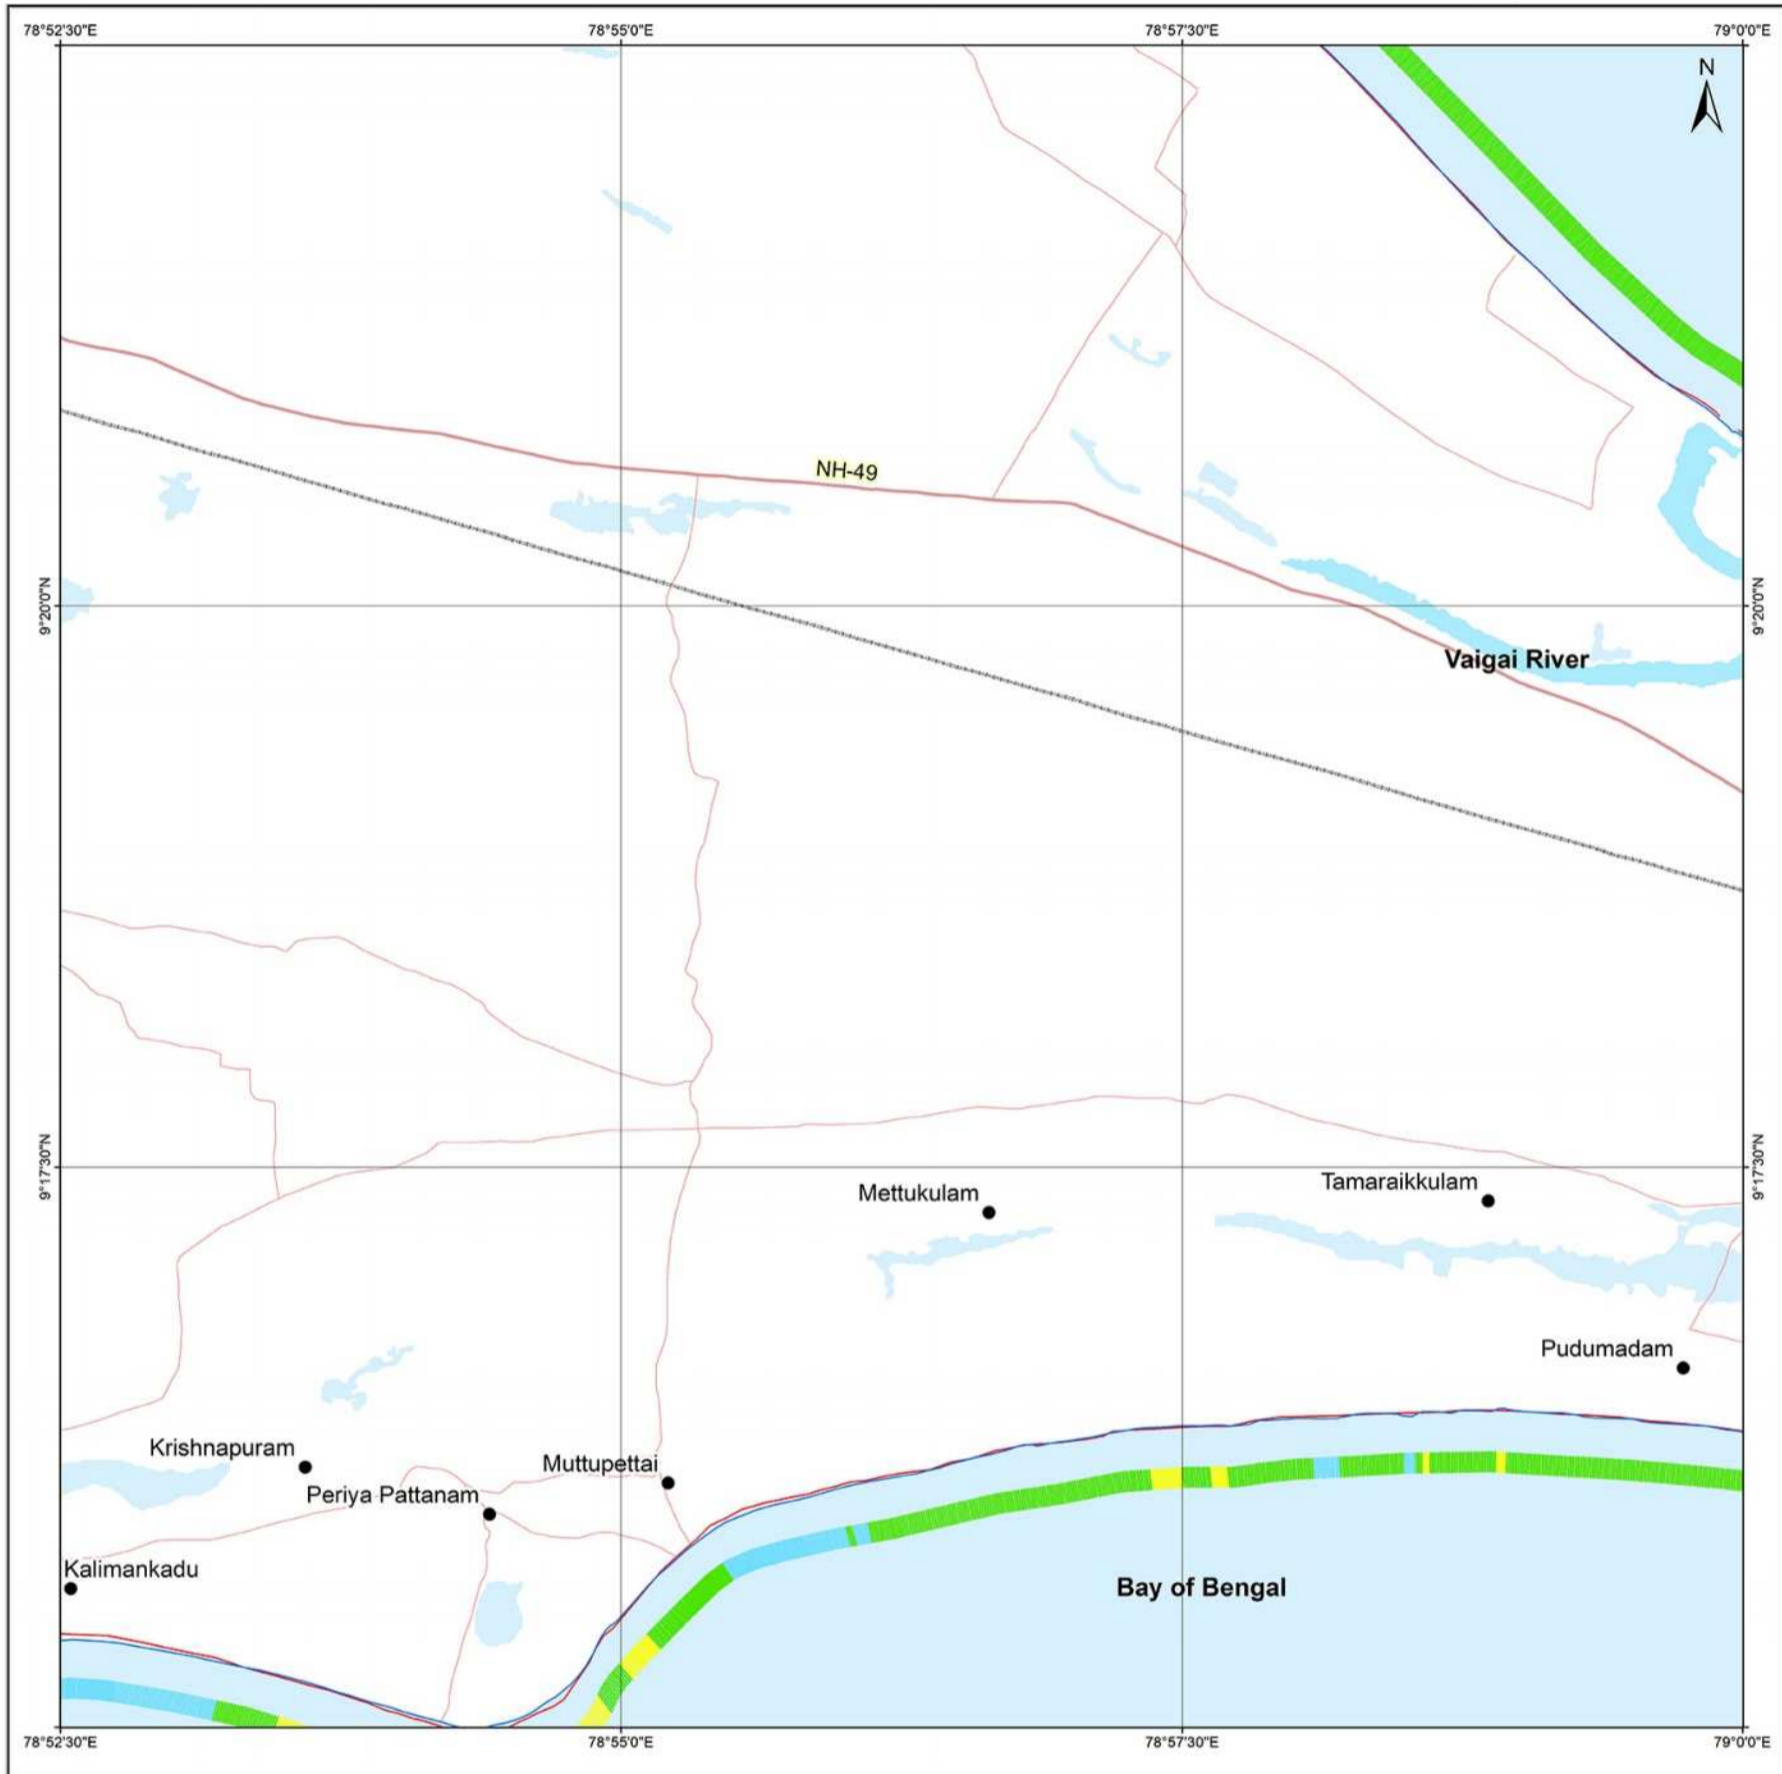 78°52'30"E
78°55'0"E
78°57'30"E
79°0'0"E
N
NH-49
9°20'0"N
9°20'0"N
Vaigai River
9°17'30"N
9°17'30"N
Mettukulam
Tamaraikkulam
Pudumadam
Krishnapuram
Muttupettai
Periya Pattanam
Kalimankadu
Bay of Bengal
78°52'30"E
78°55'0"E
78°57'30"E
79°0'0"E